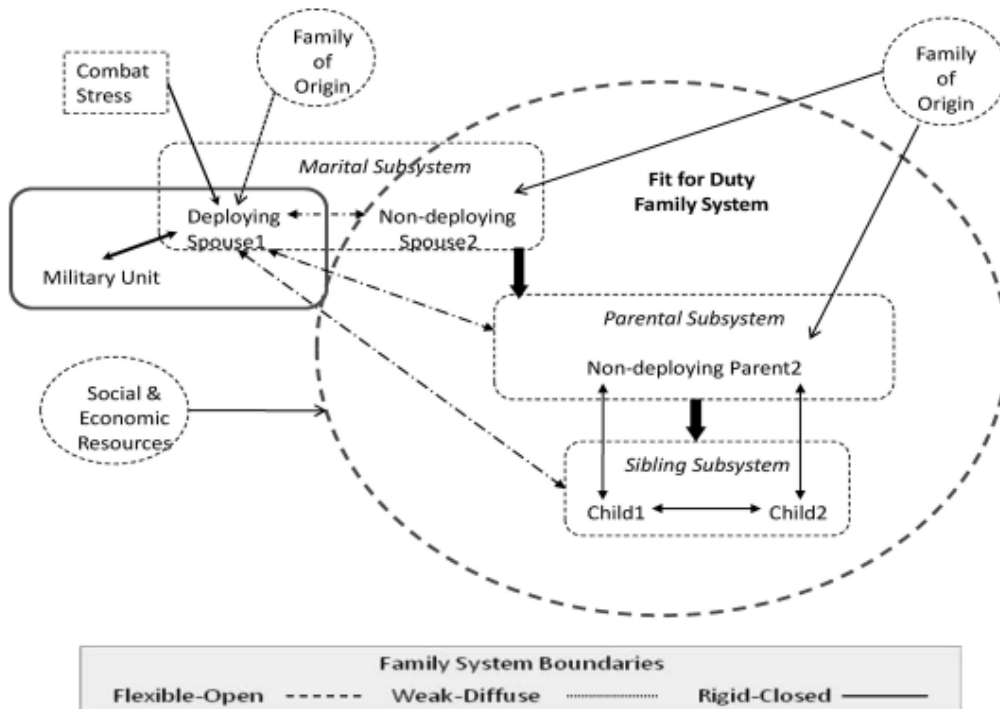 Combat
Stress
Family
of
Origin
Family
of
Origin
Marital Subsystem
Fit for Duty
Family System
Deploying
Spouse1
Non-deploying
Spouse2
Military Unit
Parental Subsystem
Non-deploying Parent2
Social &
Economic
Resources
Sibling Subsystem
Child1
Child2
Family System Boundaries
Flexible-Open
Weak-Diffuse
Rigid-Closed